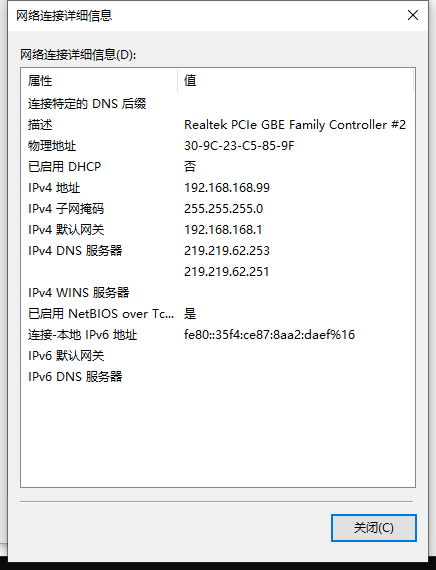 网络连接详细信息
网络连接详细信息(D):
属性 值
连接特定的 DNS 后缀
描述 Realtek PCIe GBE Family Controller #2
物理地址 30-9C-23-C5-85-9F
已启用 DHCP 否
IPv4 地址 192.168.168.99
IPv4 子网掩码 255.255.255.0
IPv4 默认网关 192.168.168.1
IPv4 DNS 服务器 219.219.62.253
219.219.62.251
IPv4 WINS 服务器
已启用 NetBIOS over Tc... 是
连接-本地 IPv6 地址 fe80::35f4:ce87:8aa2:daef%16
IPv6 默认网关
IPv6 DNS 服务器
关闭(C)